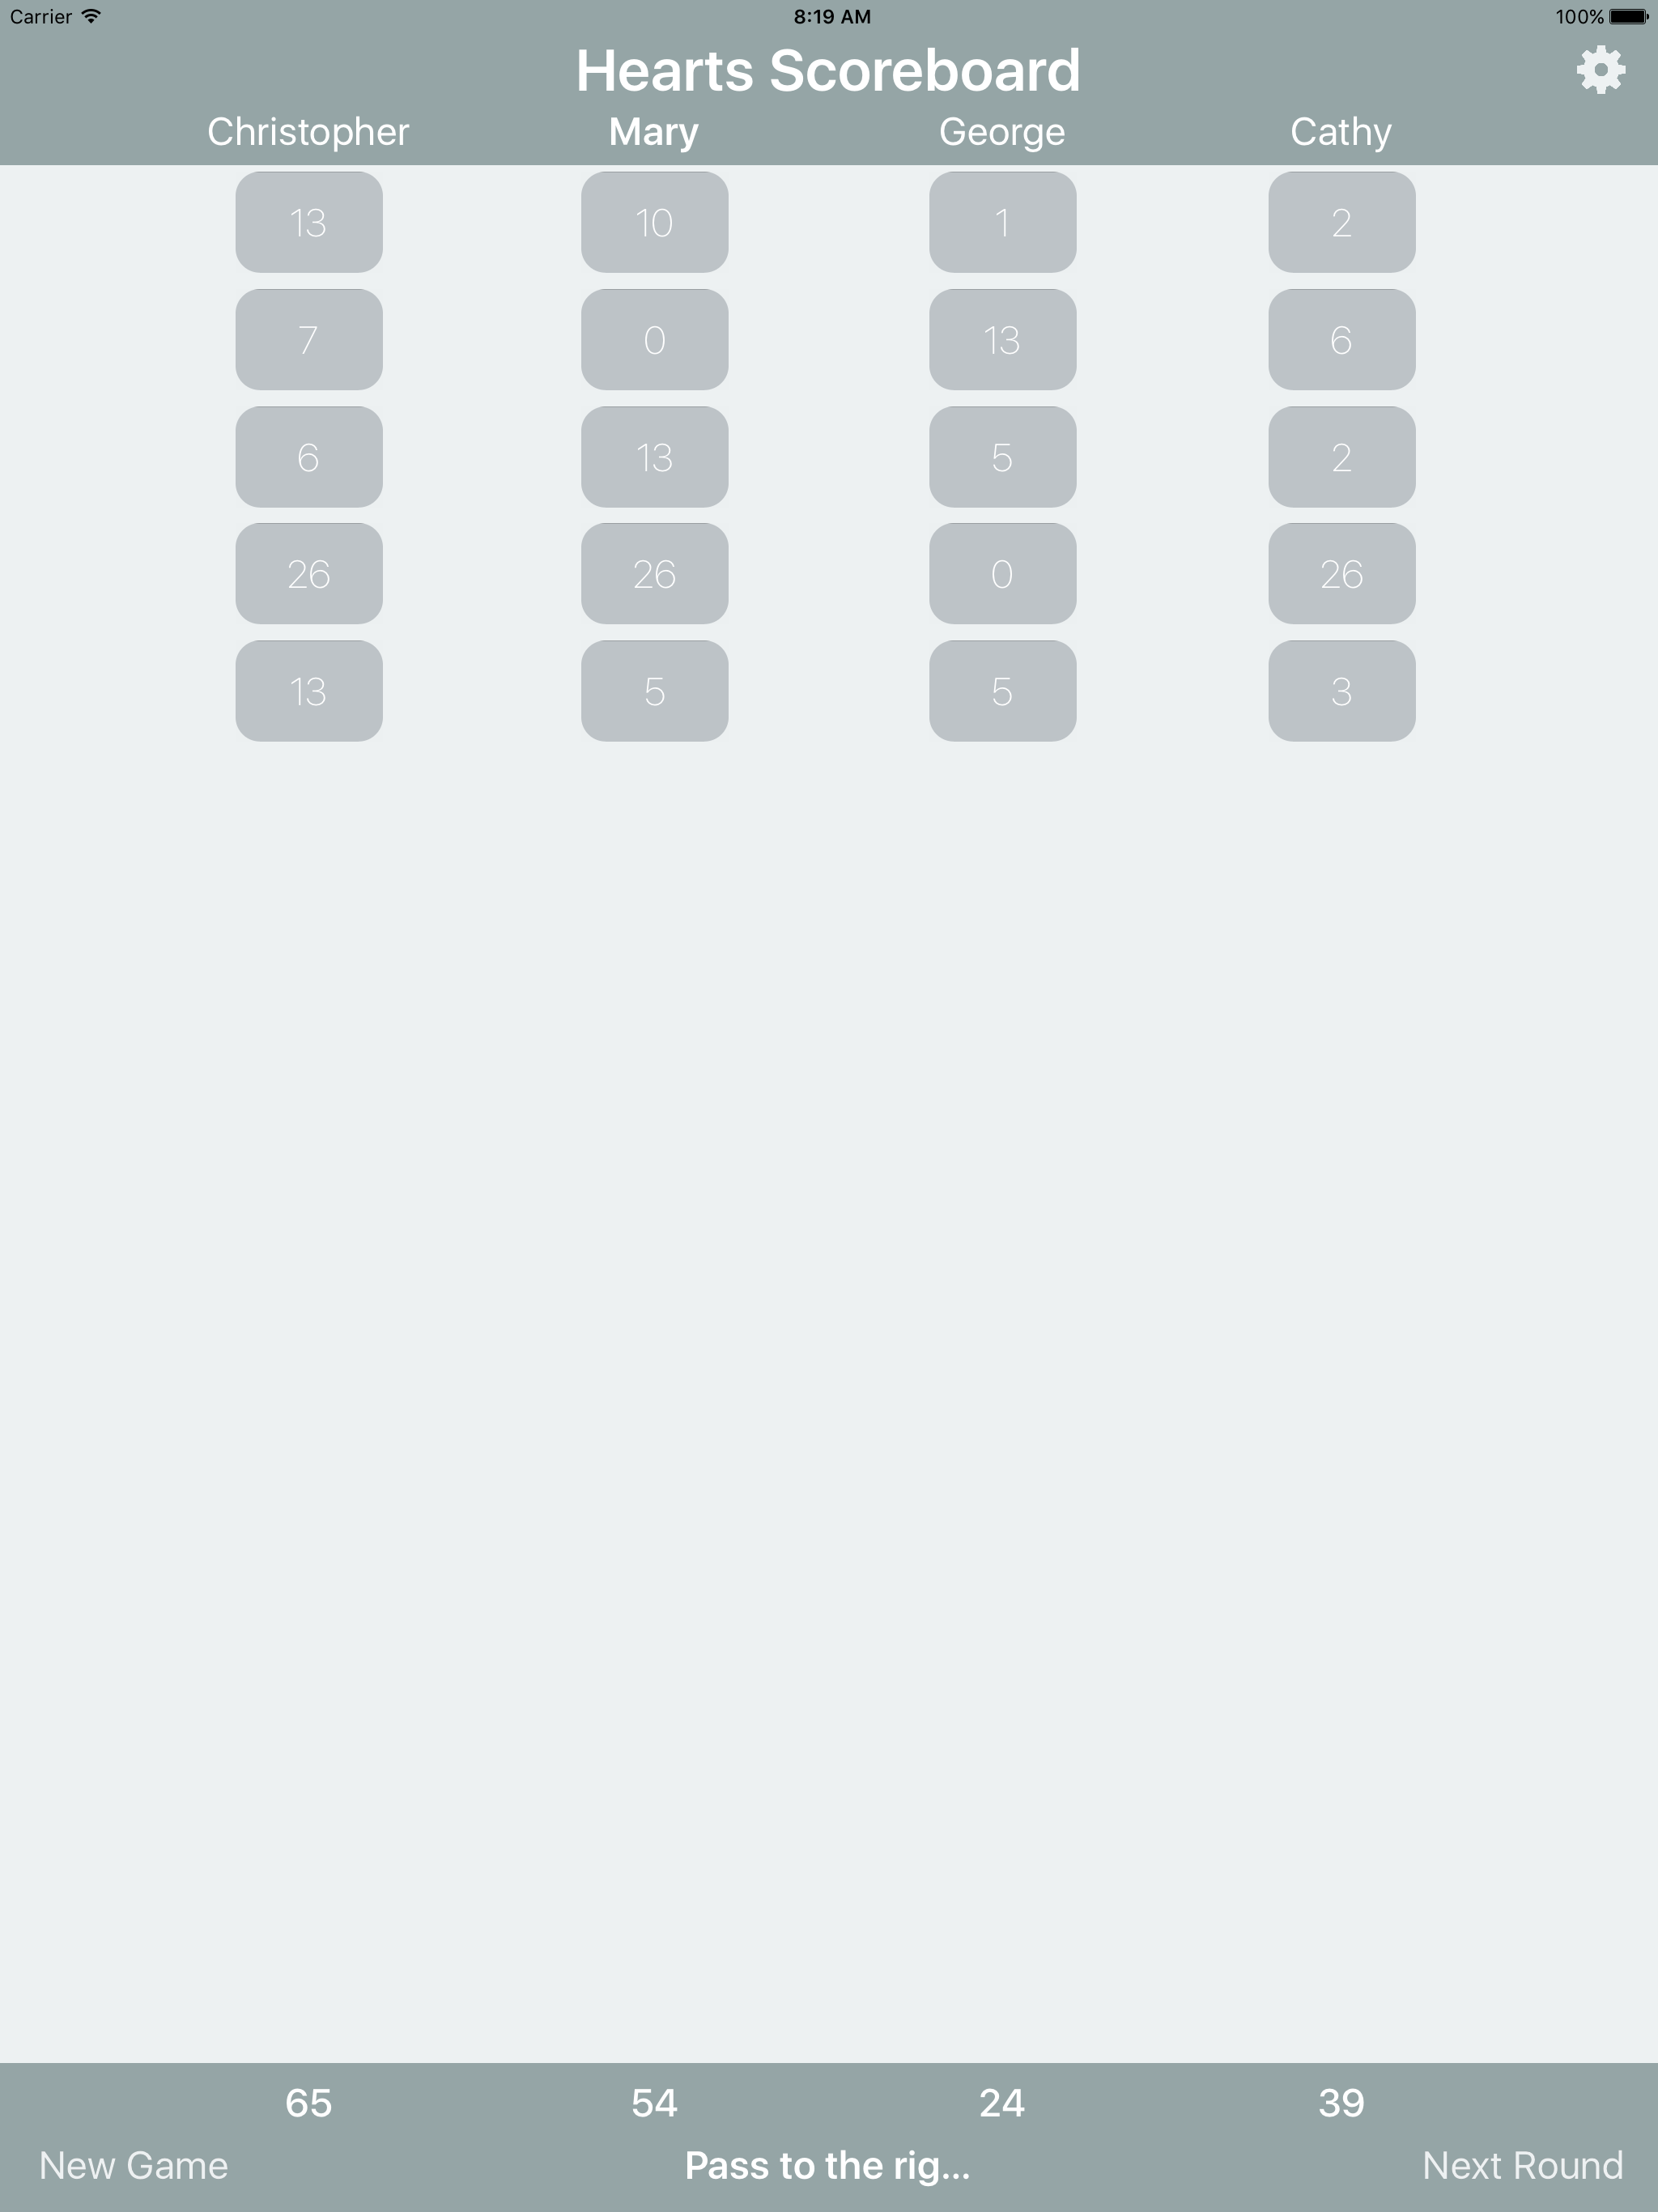 Carrier 8:19 AM 100%
Hearts Scoreboard
Christopher Mary George Cathy
13 10 1 2
7 0 13 6
6 13 5 2
26 26 0 26
13 5 5 3
65 54 24 39
New Game Pass to the rig... Next Round